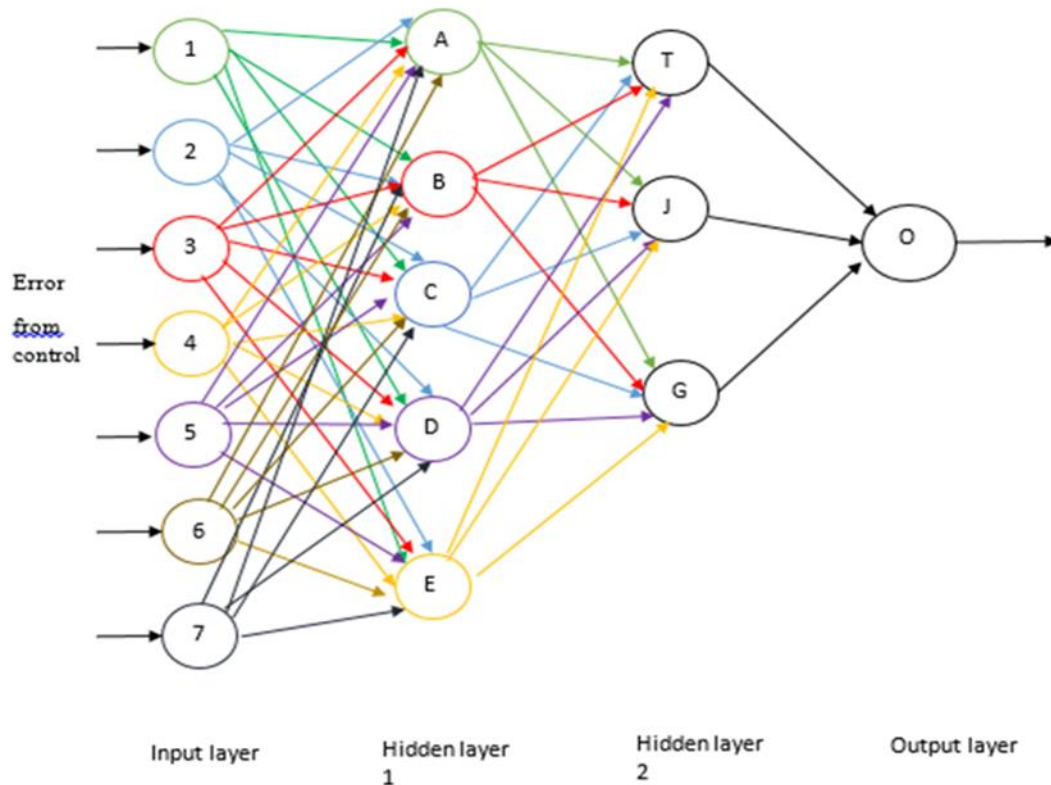 1
2
3
4
5
6
7
A
B
C
D
E
T
J
G
O
Error
from
control
Input layer
Hidden layer
1
Hidden layer
2
Output layer